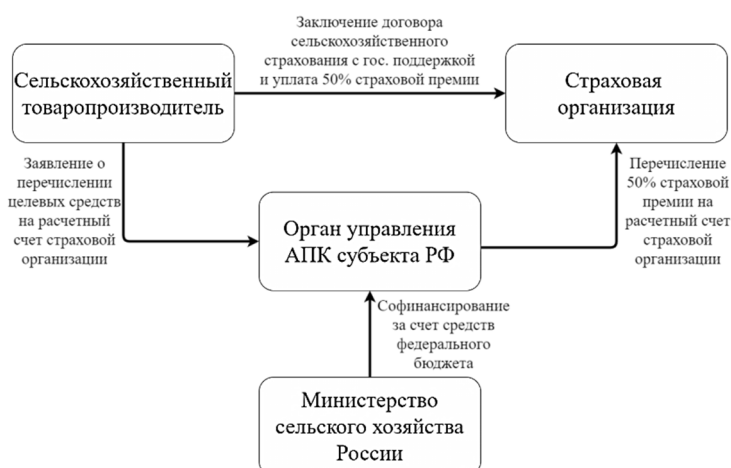 Заключение договора
сельскохозяйственного
страхования с гос. поддержкой
и уплата 50% страховой премии
Сельскохозяйственный
товаропроизводитель
Страховая
организация
Заявление о
перечислении
целевых средств
на расчетный
счет страховой
организации
Орган управления
АПК субъекта РФ
Перечисление
50% страховой
премии на
расчетный счет
страховой
организации
Софинансирование
за счет средств
федерального
бюджета
Министерство
сельского хозяйства
России